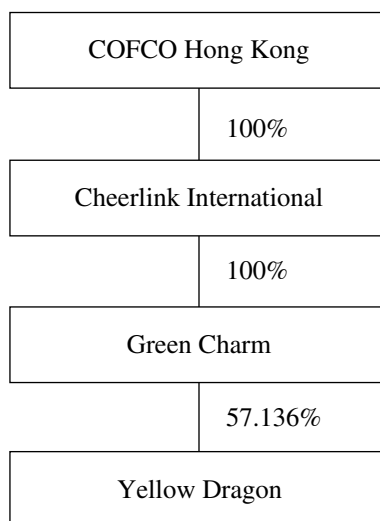 COFCO Hong Kong
100%
Cheerlink International
100%
Green Charm
57.136%
Yellow Dragon